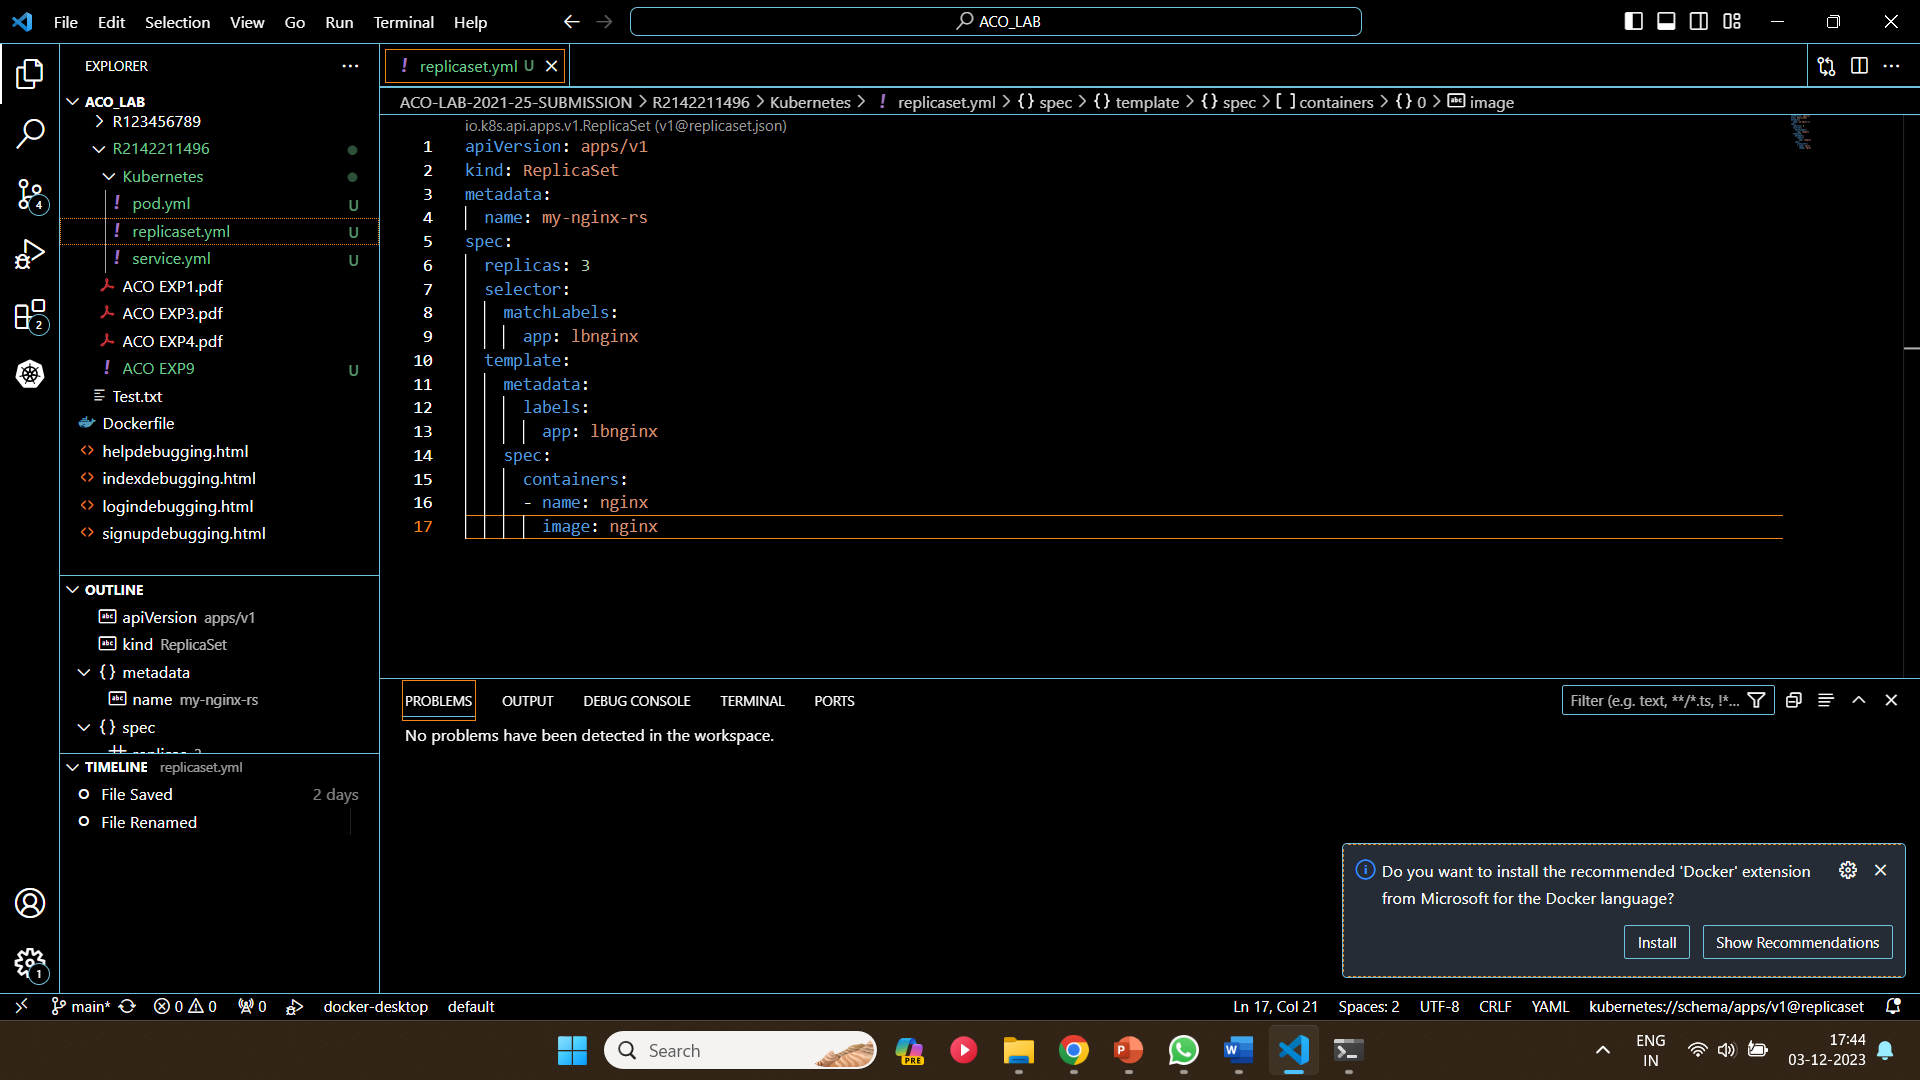 File Edit Selection View Go Run Terminal Help
ACO_LAB
EXPLORER
ACO_LAB
R123456789
R2142211496
Kubernetes
! pod.yml U
! replicaset.yml U
! service.yml U
ACO EXP1.pdf
ACO EXP3.pdf
ACO EXP4.pdf
! ACO EXP9 U
Test.txt
Dockerfile
helpdebugging.html
indexdebugging.html
logindebugging.html
signupdebugging.html
4
2
1
OUTLINE
apiVersion apps/v1
kind ReplicaSet
{} metadata
name my-nginx-rs
{} spec
TIMELINE replicaset.yml
File Saved 2 days
File Renamed
! replicaset.yml U
ACO-LAB-2021-25-SUBMISSION > R2142211496 > Kubernetes > ! replicaset.yml > {} spec > {} template > {} spec > [ ] containers > {} 0 > image
io.k8s.api.apps.v1.ReplicaSet (v1@replicaset.json)
1 apiVersion: apps/v1
2 kind: ReplicaSet
3 metadata:
4   name: my-nginx-rs
5 spec:
6   replicas: 3
7   selector:
8     matchLabels:
9       app: lbnginx
10   template:
11     metadata:
12       labels:
13         app: lbnginx
14     spec:
15       containers:
16       - name: nginx
17         image: nginx
PROBLEMS OUTPUT DEBUG CONSOLE TERMINAL PORTS
Filter (e.g. text, **/*.ts, !*...
No problems have been detected in the workspace.
Do you want to install the recommended 'Docker' extension
from Microsoft for the Docker language?
Install Show Recommendations
main* 0 0 0 docker-desktop default
Ln 17, Col 21 Spaces: 2 UTF-8 CRLF YAML kubernetes://schema/apps/v1@replicaset
Search
PRE
ENG
IN
17:44
03-12-2023